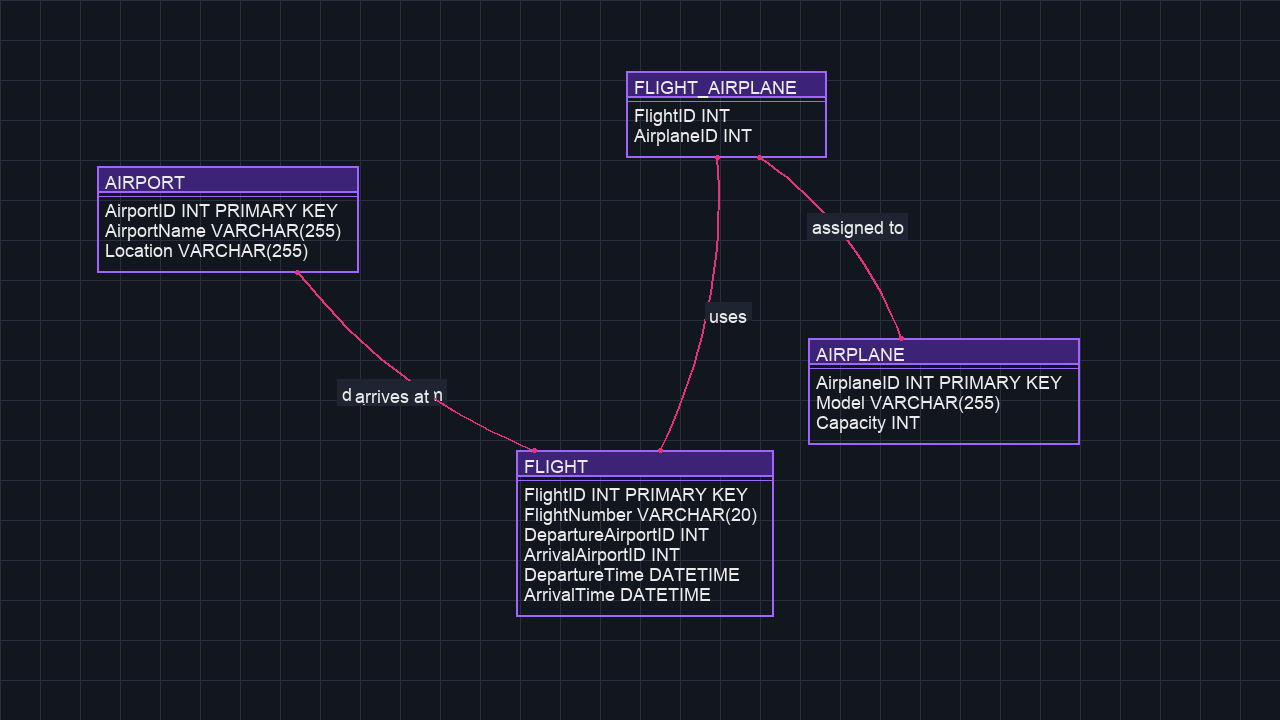 FLIGHT_AIRPLANE
FlightID INT
AirplaneID INT
AIRPORT
AirportID INT PRIMARY KEY
AirportName VARCHAR(255)
Location VARCHAR(255)
assigned to
uses
AIRPLANE
AirplaneID INT PRIMARY KEY
Model VARCHAR(255)
Capacity INT
arrives at
FLIGHT
FlightID INT PRIMARY KEY
FlightNumber VARCHAR(20)
DepartureAirportID INT
ArrivalAirportID INT
DepartureTime DATETIME
ArrivalTime DATETIME